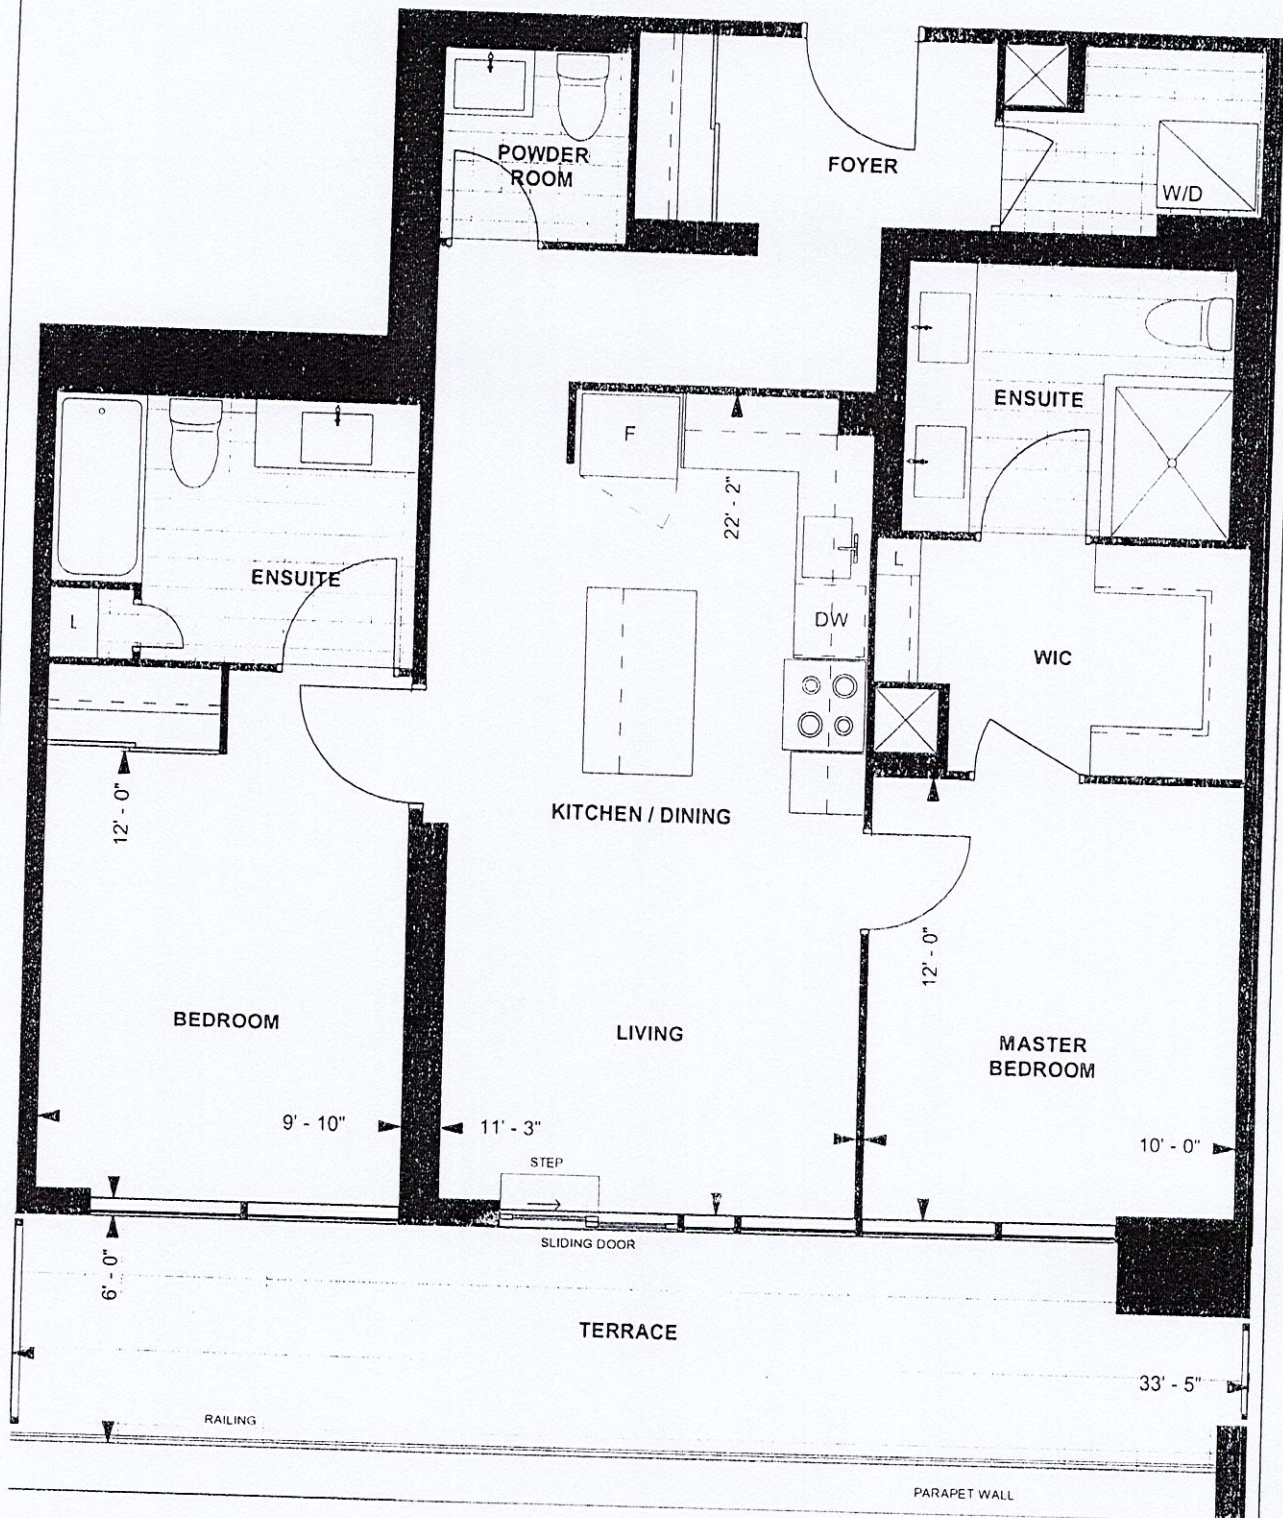 POWDER
ROOM
FOYER
W/D
ENSUITE
F
22' - 2"
ENSUITE
L
DW
L
WIC
12' - 0"
KITCHEN / DINING
12' - 0"
BEDROOM
LIVING
MASTER
BEDROOM
9' - 10"
11' - 3"
10' - 0"
STEP
SLIDING DOOR
6' - 0"
TERRACE
33' - 5"
RAILING
PARAPET WALL